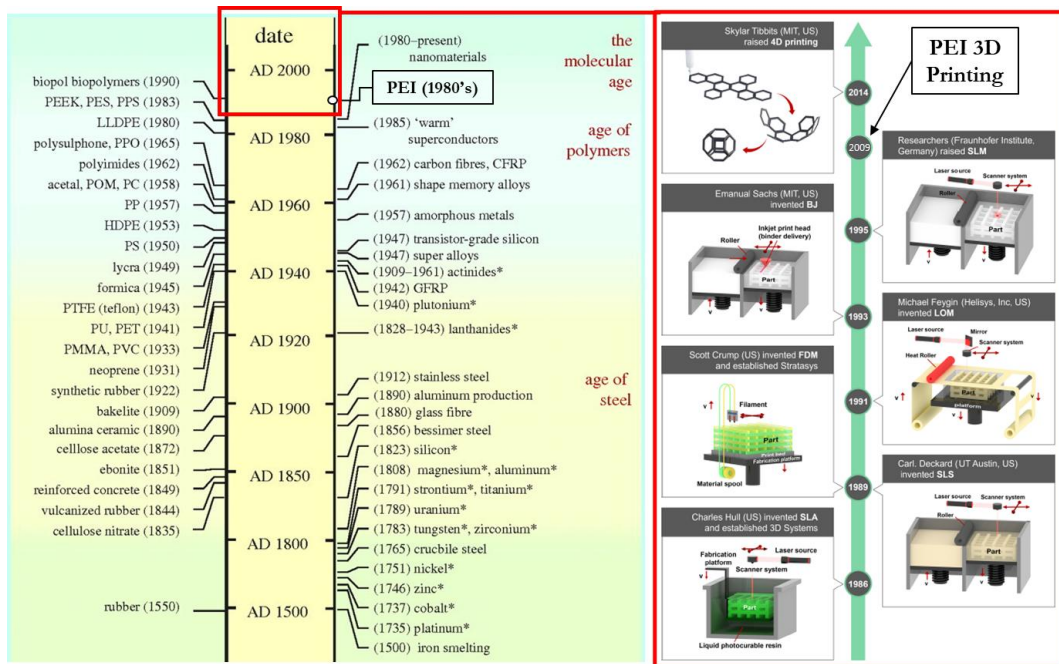 date
AD 2000
AD 1980
AD 1960
AD 1940
AD 1920
AD 1900
AD 1850
AD 1800
AD 1500
biopol biopolymers (1990)
PEEK, PES, PPS (1983)
LLDPE (1980)
polysulphone, PPO (1965)
polyimides (1962)
acetal, POM, PC (1958)
PP (1957)
HDPE (1953)
PS (1950)
lycra (1949)
formica (1945)
PTFE (teflon) (1943)
PU, PET (1941)
PMMA, PVC (1933)
neoprene (1931)
synthetic rubber (1922)
bakelite (1909)
alumina ceramic (1890)
celllose acetate (1872)
ebonite (1851)
reinforced concrete (1849)
vulcanized rubber (1844)
cellulose nitrate (1835)
rubber (1550)
(1980–present)
nanomaterials
PEI (1980's)
(1985) ‘warm’
superconductors
(1962) carbon fibres, CFRP
(1961) shape memory alloys
(1957) amorphous metals
(1947) transistor-grade silicon
(1947) super alloys
(1909–1961) actinides*
(1942) GFRP
(1940) plutonium*
(1828–1943) lanthanides*
(1912) stainless steel
(1890) aluminum production
(1880) glass fibre
(1856) bessimer steel
(1823) silicon*
(1808) magnesium*, aluminum*
(1791) strontium*, titanium*
(1789) uranium*
(1783) tungsten*, zirconium*
(1765) crucbile steel
(1751) nickel*
(1746) zinc*
(1737) cobalt*
(1735) platinum*
(1500) iron smelting
the
molecular
age
age of
polymers
age of
steel
Skylar Tibbits (MIT, US)
raised 4D printing
2014
PEI 3D
Printing
2009
Researchers (Fraunhofer Institute,
Germany) raised SLM
Laser source
Scanner system
Roller
Part
v
v
1995
Emanual Sachs (MIT, US)
invented BJ
Inkjet print head
(binder delivery)
Roller
Part
v
v
1993
Michael Feygin (Helisys, Inc, US)
invented LOM
Laser source
Mirror
Scanner system
Heat Roller
Part
platform
v
v
1991
Scott Crump (US) invented FDM
and established Stratasys
Filament
Part
Print bed
Fabrication platform
Material spool
v
1989
Carl. Deckard (UT Austin, US)
invented SLS
Laser source
Scanner system
Roller
Part
v
v
Charles Hull (US) invented SLA
and established 3D Systems
Fabrication
platform
Laser source
Scanner system
v
Part
Liquid photocurable resin
1986